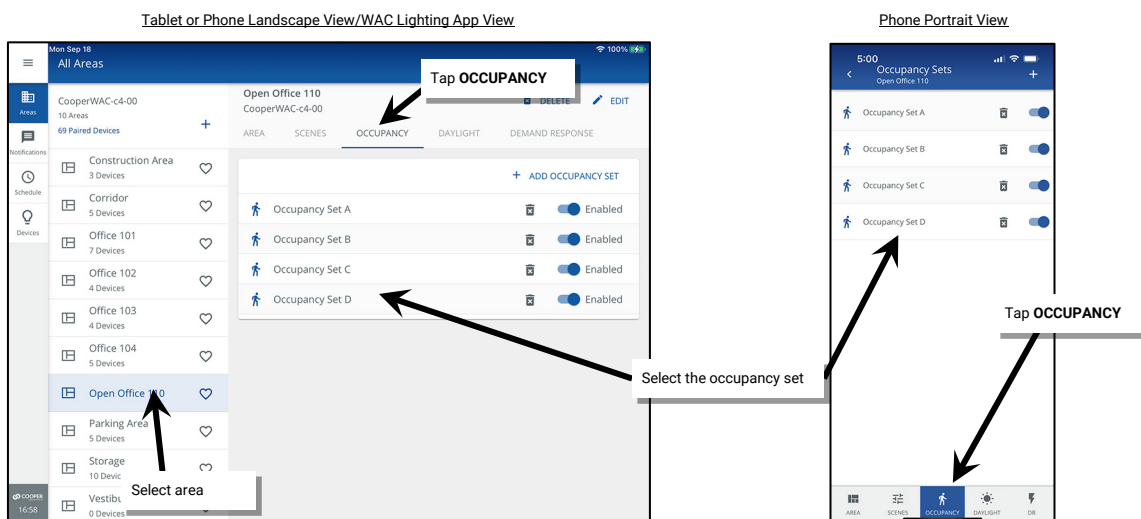 Tablet or Phone Landscape View/WAC Lighting App View
Mon Sep 18
100%
All Areas
Areas
Notifications
Schedule
Devices
COOPER
16:58
CooperWAC-c4-00
10 Areas
69 Paired Devices
+
Construction Area
3 Devices
Corridor
5 Devices
Office 101
7 Devices
Office 102
4 Devices
Office 103
4 Devices
Office 104
5 Devices
Open Office 110
Parking Area
5 Devices
Storage
10 Devic
Vestibu
0 Devices
Select area
Open Office 110
CooperWAC-c4-00
DELETE
EDIT
Tap OCCUPANCY
AREA SCENES OCCUPANCY DAYLIGHT DEMAND RESPONSE
+ ADD OCCUPANCY SET
Occupancy Set A Enabled
Occupancy Set B Enabled
Occupancy Set C Enabled
Occupancy Set D Enabled
Select the occupancy set
Phone Portrait View
5:00
Occupancy Sets
Open Office 110
+
Occupancy Set A
Occupancy Set B
Occupancy Set C
Occupancy Set D
Tap OCCUPANCY
AREA SCENES OCCUPANCY DAYLIGHT DR